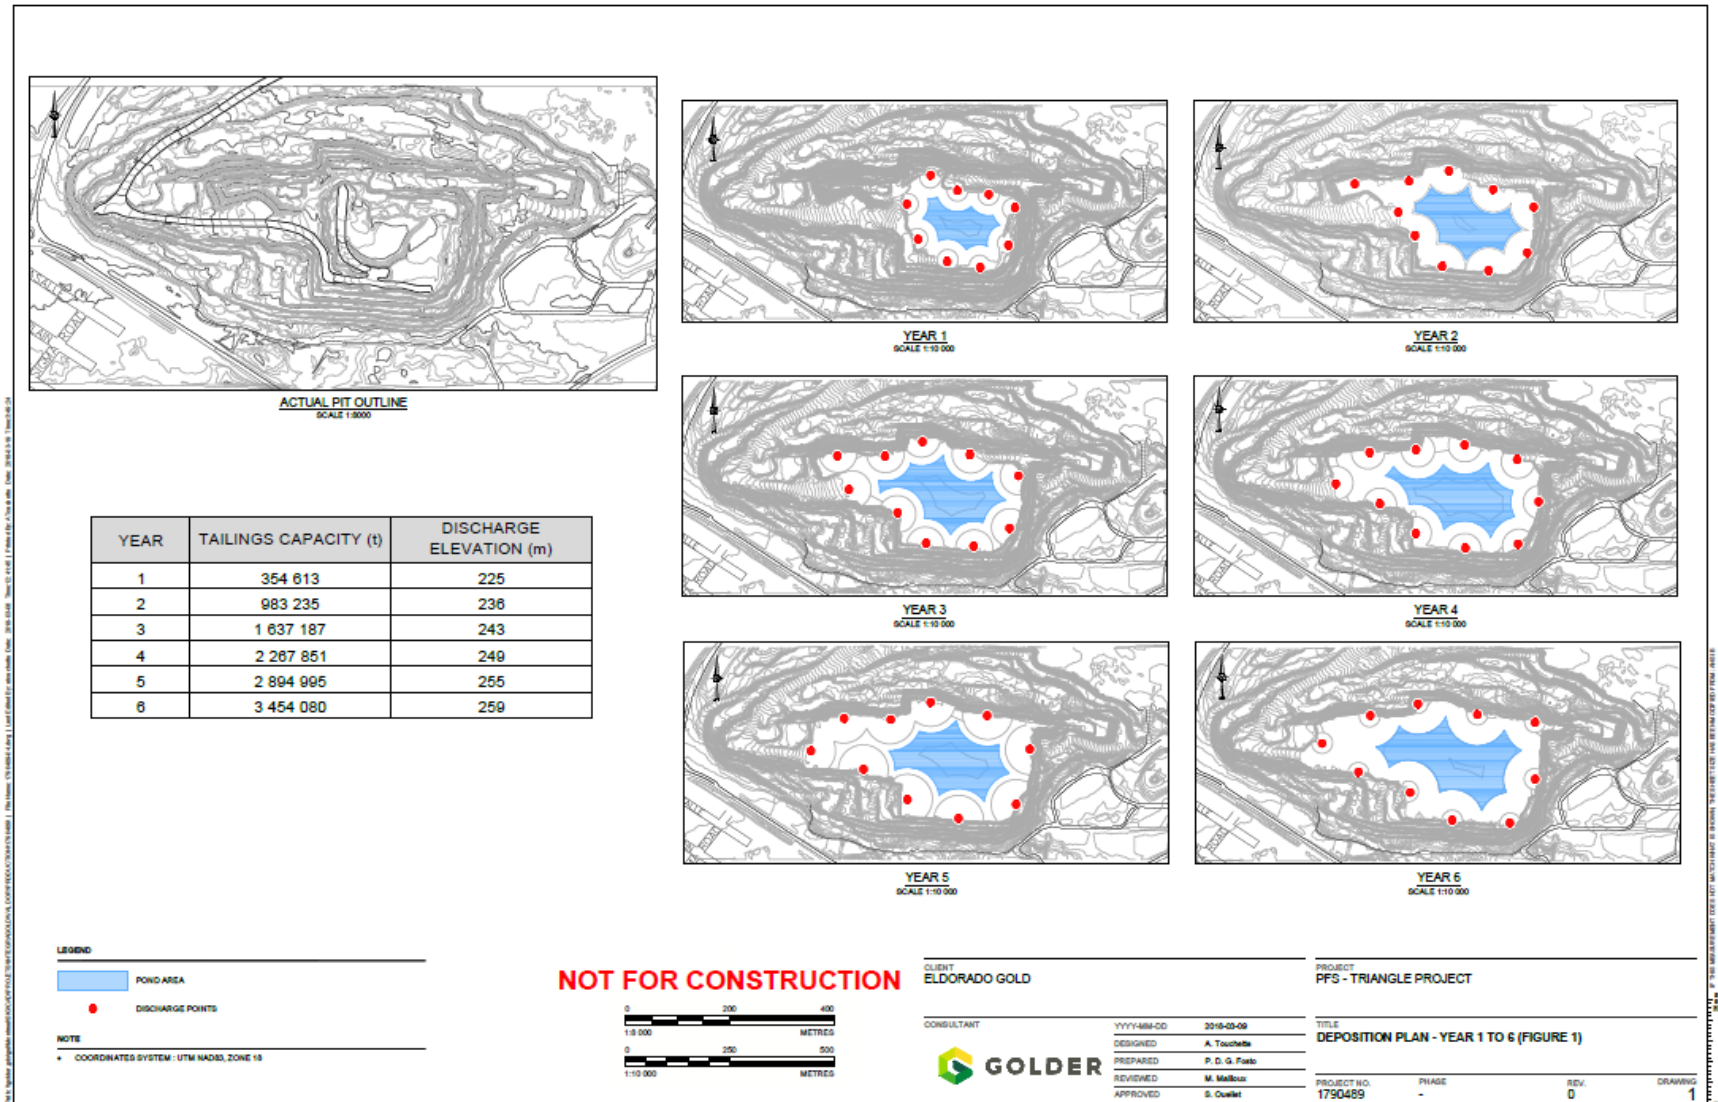 ACTUAL PIT OUTLINE
SCALE 1:8000
YEAR 1
SCALE 1:10 000
YEAR 2
SCALE 1:10 000
YEAR 3
SCALE 1:10 000
YEAR 4
SCALE 1:10 000
YEAR 5
SCALE 1:10 000
YEAR 6
SCALE 1:10 000
YEAR TAILINGS CAPACITY (t) DISCHARGE ELEVATION (m)
1 354 613 225
2 983 235 236
3 1 637 187 243
4 2 267 851 249
5 2 894 995 255
6 3 454 080 259
LEGEND
POND AREA
DISCHARGE POINTS
NOTE
COORDINATES SYSTEM : UTM NAD83, ZONE 18
NOT FOR CONSTRUCTION
0 200 400
1:8 000 METRES
0 250 500
1:10 000 METRES
CLIENT
ELDORADO GOLD
CONSULTANT
GOLDER
YYYY-MM-DD 2018-03-09
DESIGNED A. Touchette
PREPARED P. D. G.
REVIEWED M. Mailloux
APPROVED S. Ouellet
PROJECT
PFS - TRIANGLE PROJECT
TITLE
DEPOSITION PLAN - YEAR 1 TO 6 (FIGURE 1)
PROJECT NO. PHASE REV. DRAWING
1790489 - 0 1